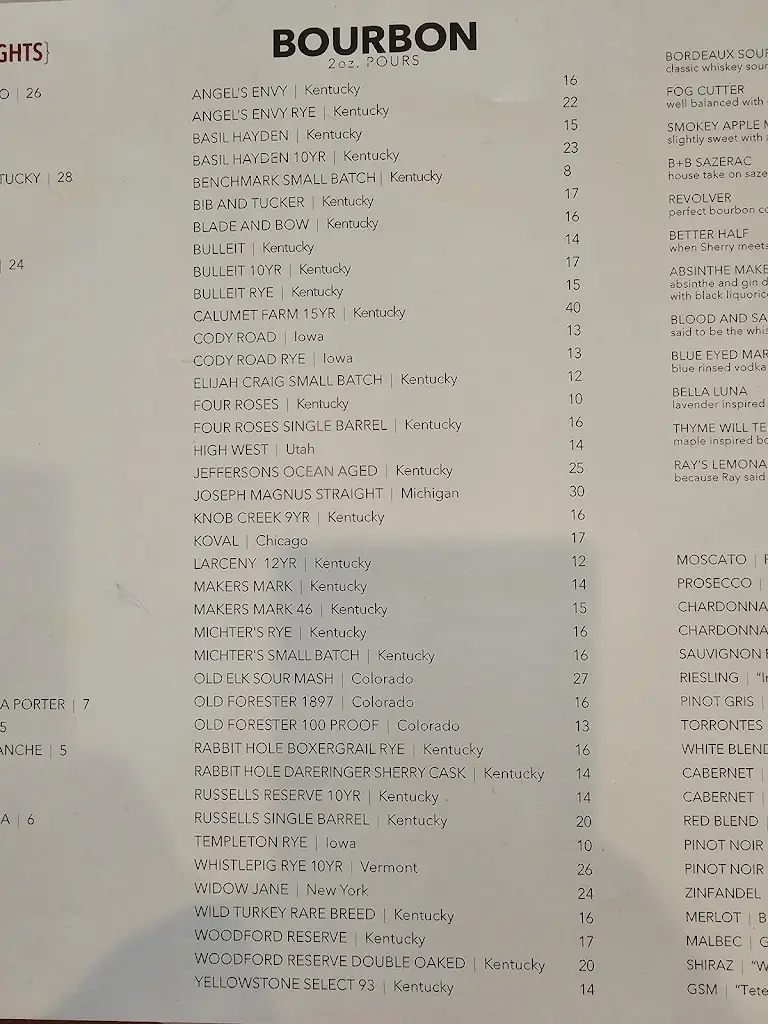 GHTS}
O | 26
TUCKY | 28
| 24
A PORTER | 7
5
ANCHE | 5
A | 6
BOURBON
2oz. POURS
ANGEL'S ENVY | Kentucky 16
ANGEL'S ENVY RYE | Kentucky 22
BASIL HAYDEN | Kentucky 15
BASIL HAYDEN 10YR | Kentucky 23
BENCHMARK SMALL BATCH | Kentucky 8
BIB AND TUCKER | Kentucky 17
BLADE AND BOW | Kentucky 16
BULLEIT | Kentucky 14
BULLEIT 10YR | Kentucky 17
BULLEIT RYE | Kentucky 15
CALUMET FARM 15YR | Kentucky 40
CODY ROAD | Iowa 13
CODY ROAD RYE | Iowa 13
ELIJAH CRAIG SMALL BATCH | Kentucky 12
FOUR ROSES | Kentucky 10
FOUR ROSES SINGLE BARREL | Kentucky 16
HIGH WEST | Utah 14
JEFFERSONS OCEAN AGED | Kentucky 25
JOSEPH MAGNUS STRAIGHT | Michigan 30
KNOB CREEK 9YR | Kentucky 16
KOVAL | Chicago 17
LARCENY 12YR | Kentucky 12
MAKERS MARK | Kentucky 14
MAKERS MARK 46 | Kentucky 15
MICHTER'S RYE | Kentucky 16
MICHTER'S SMALL BATCH | Kentucky 16
OLD ELK SOUR MASH | Colorado 27
OLD FORESTER 1897 | Colorado 16
OLD FORESTER 100 PROOF | Colorado 13
RABBIT HOLE BOXERGRAIL RYE | Kentucky 16
RABBIT HOLE DARERINGER SHERRY CASK | Kentucky 14
RUSSELLS RESERVE 10YR | Kentucky 14
RUSSELLS SINGLE BARREL | Kentucky 20
TEMPLETON RYE | Iowa 10
WHISTLEPIG RYE 10YR | Vermont 26
WIDOW JANE | New York 24
WILD TURKEY RARE BREED | Kentucky 16
WOODFORD RESERVE | Kentucky 17
WOODFORD RESERVE DOUBLE OAKED | Kentucky 20
YELLOWSTONE SELECT 93 | Kentucky 14
BORDEAUX SOUR
classic whiskey sour
FOG CUTTER
well balanced with
SMOKEY APPLE M
slightly sweet with a
B+B SAZERAC
house take on saze
REVOLVER
perfect bourbon co
BETTER HALF
when Sherry meets
ABSINTHE MAKE
absinthe and gin d
with black liquorice
BLOOD AND SA
said to be the whis
BLUE EYED MAR
blue rinsed vodka
BELLA LUNA
lavender inspired
THYME WILL TE
maple inspired bo
RAY'S LEMONA
because Ray said
MOSCATO |
PROSECCO |
CHARDONNA
CHARDONNA
SAUVIGNON
RIESLING | "I
PINOT GRIS |
TORRONTES
WHITE BLEND
CABERNET |
CABERNET |
RED BLEND |
PINOT NOIR
PINOT NOIR
ZINFANDEL
MERLOT | B
MALBEC | G
SHIRAZ | "W
GSM | "Tete